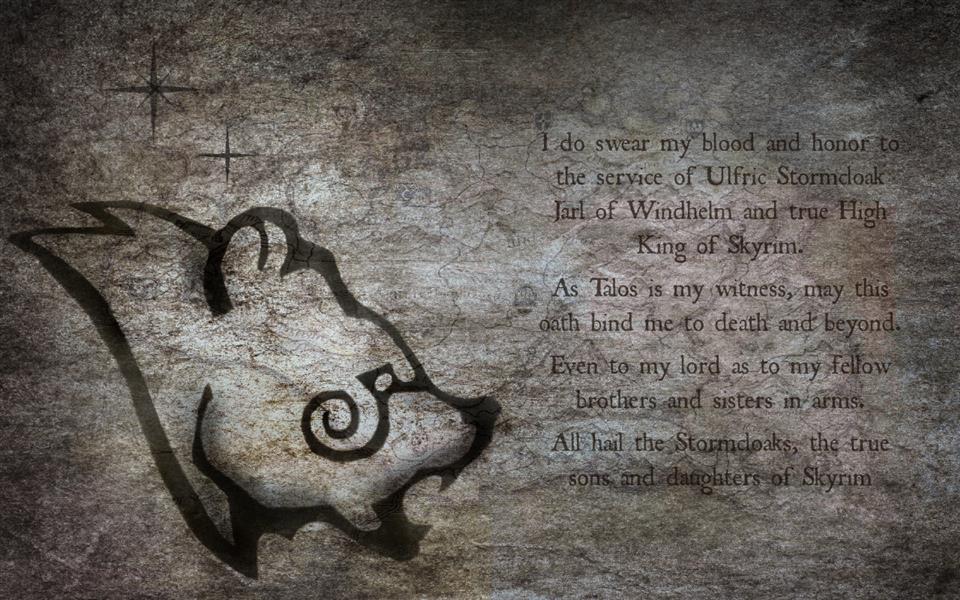 I do swear my blood and honor to
the service of Ulfric Stormcloak
Jarl of Windhelm and true High
King of Skyrim.
As Talos is my witness, may this
oath bind me to death and beyond.
Even to my lord as to my fellow
brothers and sisters in arms.
All hail the Stormcloaks, the true
sons and daughters of Skyrim